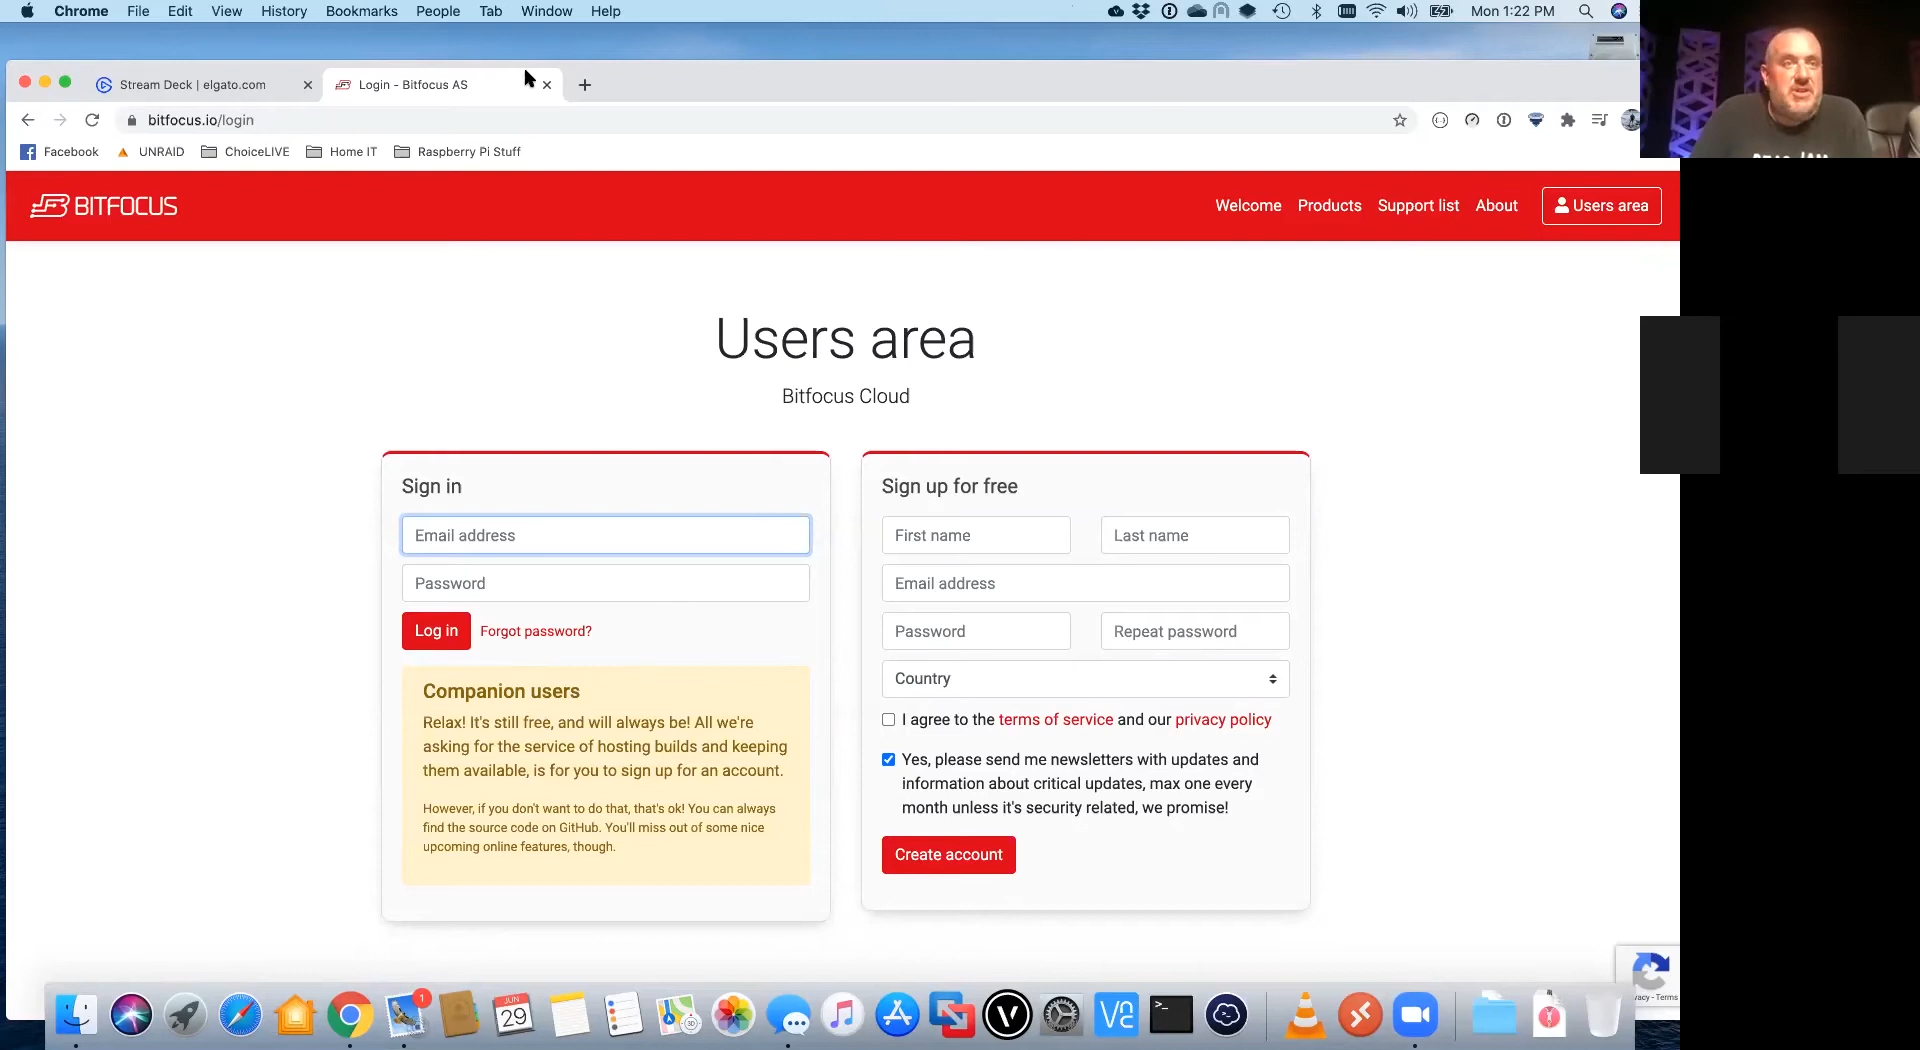 Chrome File Edit View History Bookmarks People Tab Window Help
Mon 1:22 PM
Stream Deck | elgato.com
Login - Bitfocus AS
bitfocus.io/login
Facebook UNRAID ChoiceLIVE Home IT Raspberry Pi Stuff
BITFOCUS
Welcome Products Support list About Users area
Users area
Bitfocus Cloud
Sign in
Email address
Password
Log in Forgot password?
Companion users
Relax! It's still free, and will always be! All we're
asking for the service of hosting builds and keeping
them available, is for you to sign up for an account.
However, if you don't want to do that, that's ok! You can always
find the source code on GitHub. You'll miss out of some nice
upcoming online features, though.
Sign up for free
First name Last name
Email address
Password Repeat password
Country
I agree to the terms of service and our privacy policy
Yes, please send me newsletters with updates and
information about critical updates, max one every
month unless it's security related, we promise!
Create account
Terms
1
JUN
29
3D